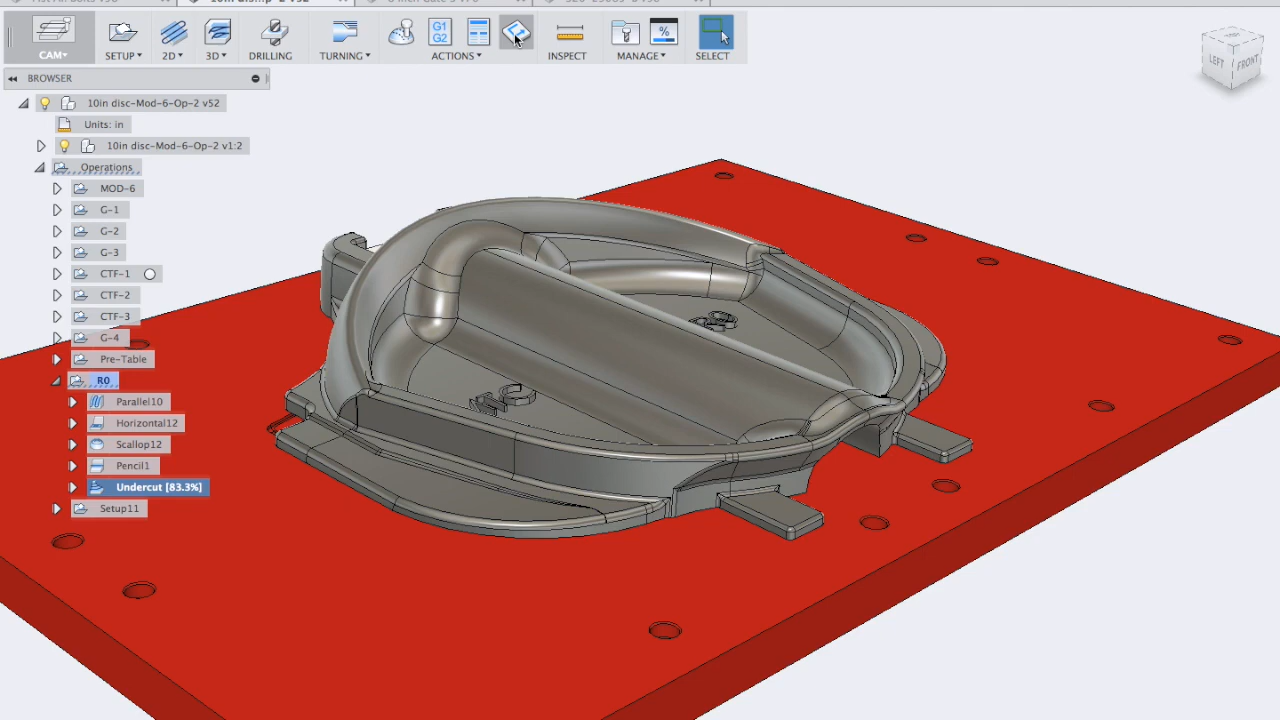 CAM▾
SETUP▾
2D▾
3D▾
DRILLING
TURNING▾
G1
G2
ACTIONS▾
INSPECT
%
MANAGE▾
SELECT
LEFT
FRONT
BROWSER
10in disc-Mod-6-Op-2 v52
Units: in
10in disc-Mod-6-Op-2 v1:2
Operations
MOD-6
G-1
G-2
G-3
CTF-1
CTF-2
CTF-3
G-4
Pre-Table
R0
Parallel10
Horizontal12
Scallop12
Pencil1
Undercut [83.3%]
Setup11